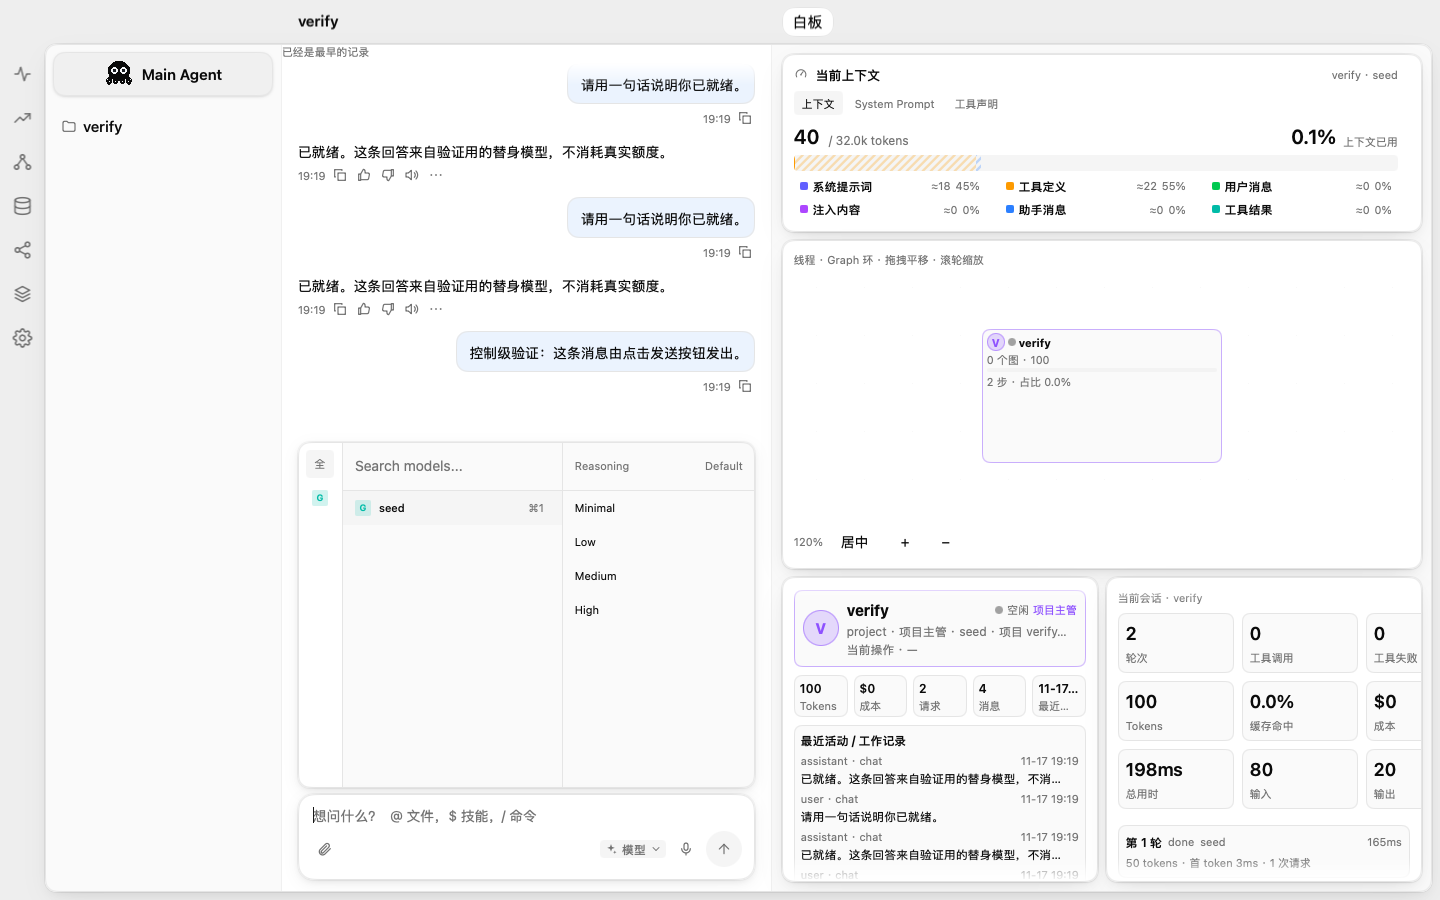 verify
白板
Main Agent
verify
已经是最早的记录
请用一句话说明你已就绪。
19:19
已就绪。这条回答来自验证用的替身模型，不消耗真实额度。
19:19
请用一句话说明你已就绪。
19:19
已就绪。这条回答来自验证用的替身模型，不消耗真实额度。
19:19
控制级验证：这条消息由点击发送按钮发出。
19:19
全
Search models...
Reasoning
Default
G
G
seed
⌘1
Minimal
Low
Medium
High
想问什么？ @ 文件，$ 技能，/ 命令
模型
当前上下文
verify · seed
上下文
System Prompt
工具声明
40 / 32.0k tokens
0.1% 上下文已用
系统提示词 ≈18 45%
工具定义 ≈22 55%
用户消息 ≈0 0%
注入内容 ≈0 0%
助手消息 ≈0 0%
工具结果 ≈0 0%
线程 · Graph 环 · 拖拽平移 · 滚轮缩放
V verify
0 个图 · 100
2 步 · 占比 0.0%
120%
居中
+
−
V
verify
空闲 项目主管
project · 项目主管 · seed · 项目 verify...
当前操作 · —
100
Tokens
$0
成本
2
请求
4
消息
11-17...
最近...
最近活动 / 工作记录
assistant · chat 11-17 19:19
已就绪。这条回答来自验证用的替身模型，不消...
user · chat 11-17 19:19
请用一句话说明你已就绪。
assistant · chat 11-17 19:19
已就绪。这条回答来自验证用的替身模型，不消...
user · chat 11-17 19:19
当前会话 · verify
2
轮次
0
工具调用
0
工具失败
100
Tokens
0.0%
缓存命中
$0
成本
198ms
总用时
80
输入
20
输出
第 1 轮 done seed 165ms
50 tokens · 首 token 3ms · 1 次请求